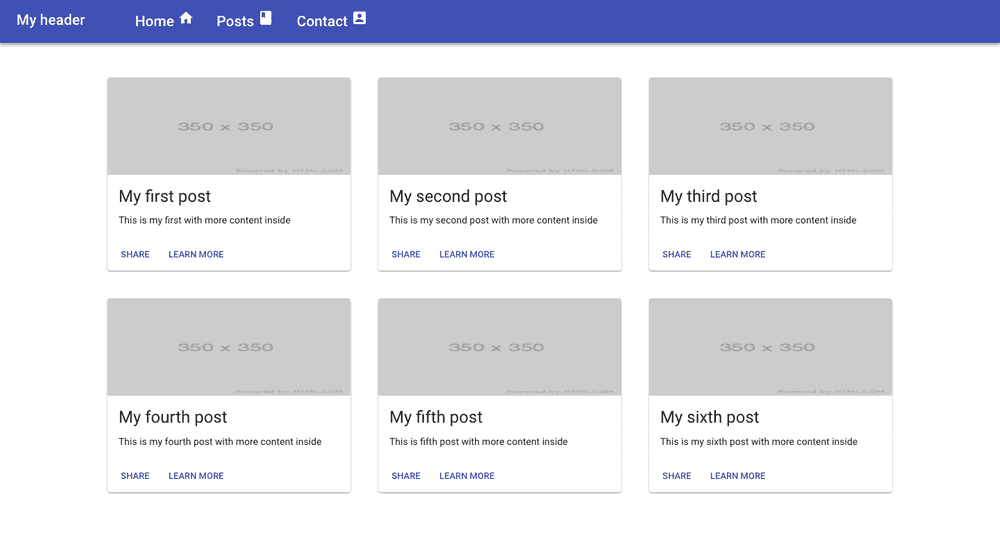 My header Home Posts Contact
350 x 350 350 x 350 350 x 350
Powered by HTML.COM Powered by HTML.COM Powered by HTML.COM
My first post My second post My third post
This is my first with more content inside This is my second post with more content inside This is my third post with more content inside
SHARE LEARN MORE SHARE LEARN MORE SHARE LEARN MORE
350 x 350 350 x 350 350 x 350
Powered by HTML.COM Powered by HTML.COM Powered by HTML.COM
My fourth post My fifth post My sixth post
This is my fourth post with more content inside This is fifth post with more content inside This is my sixth post with more content inside
SHARE LEARN MORE SHARE LEARN MORE SHARE LEARN MORE